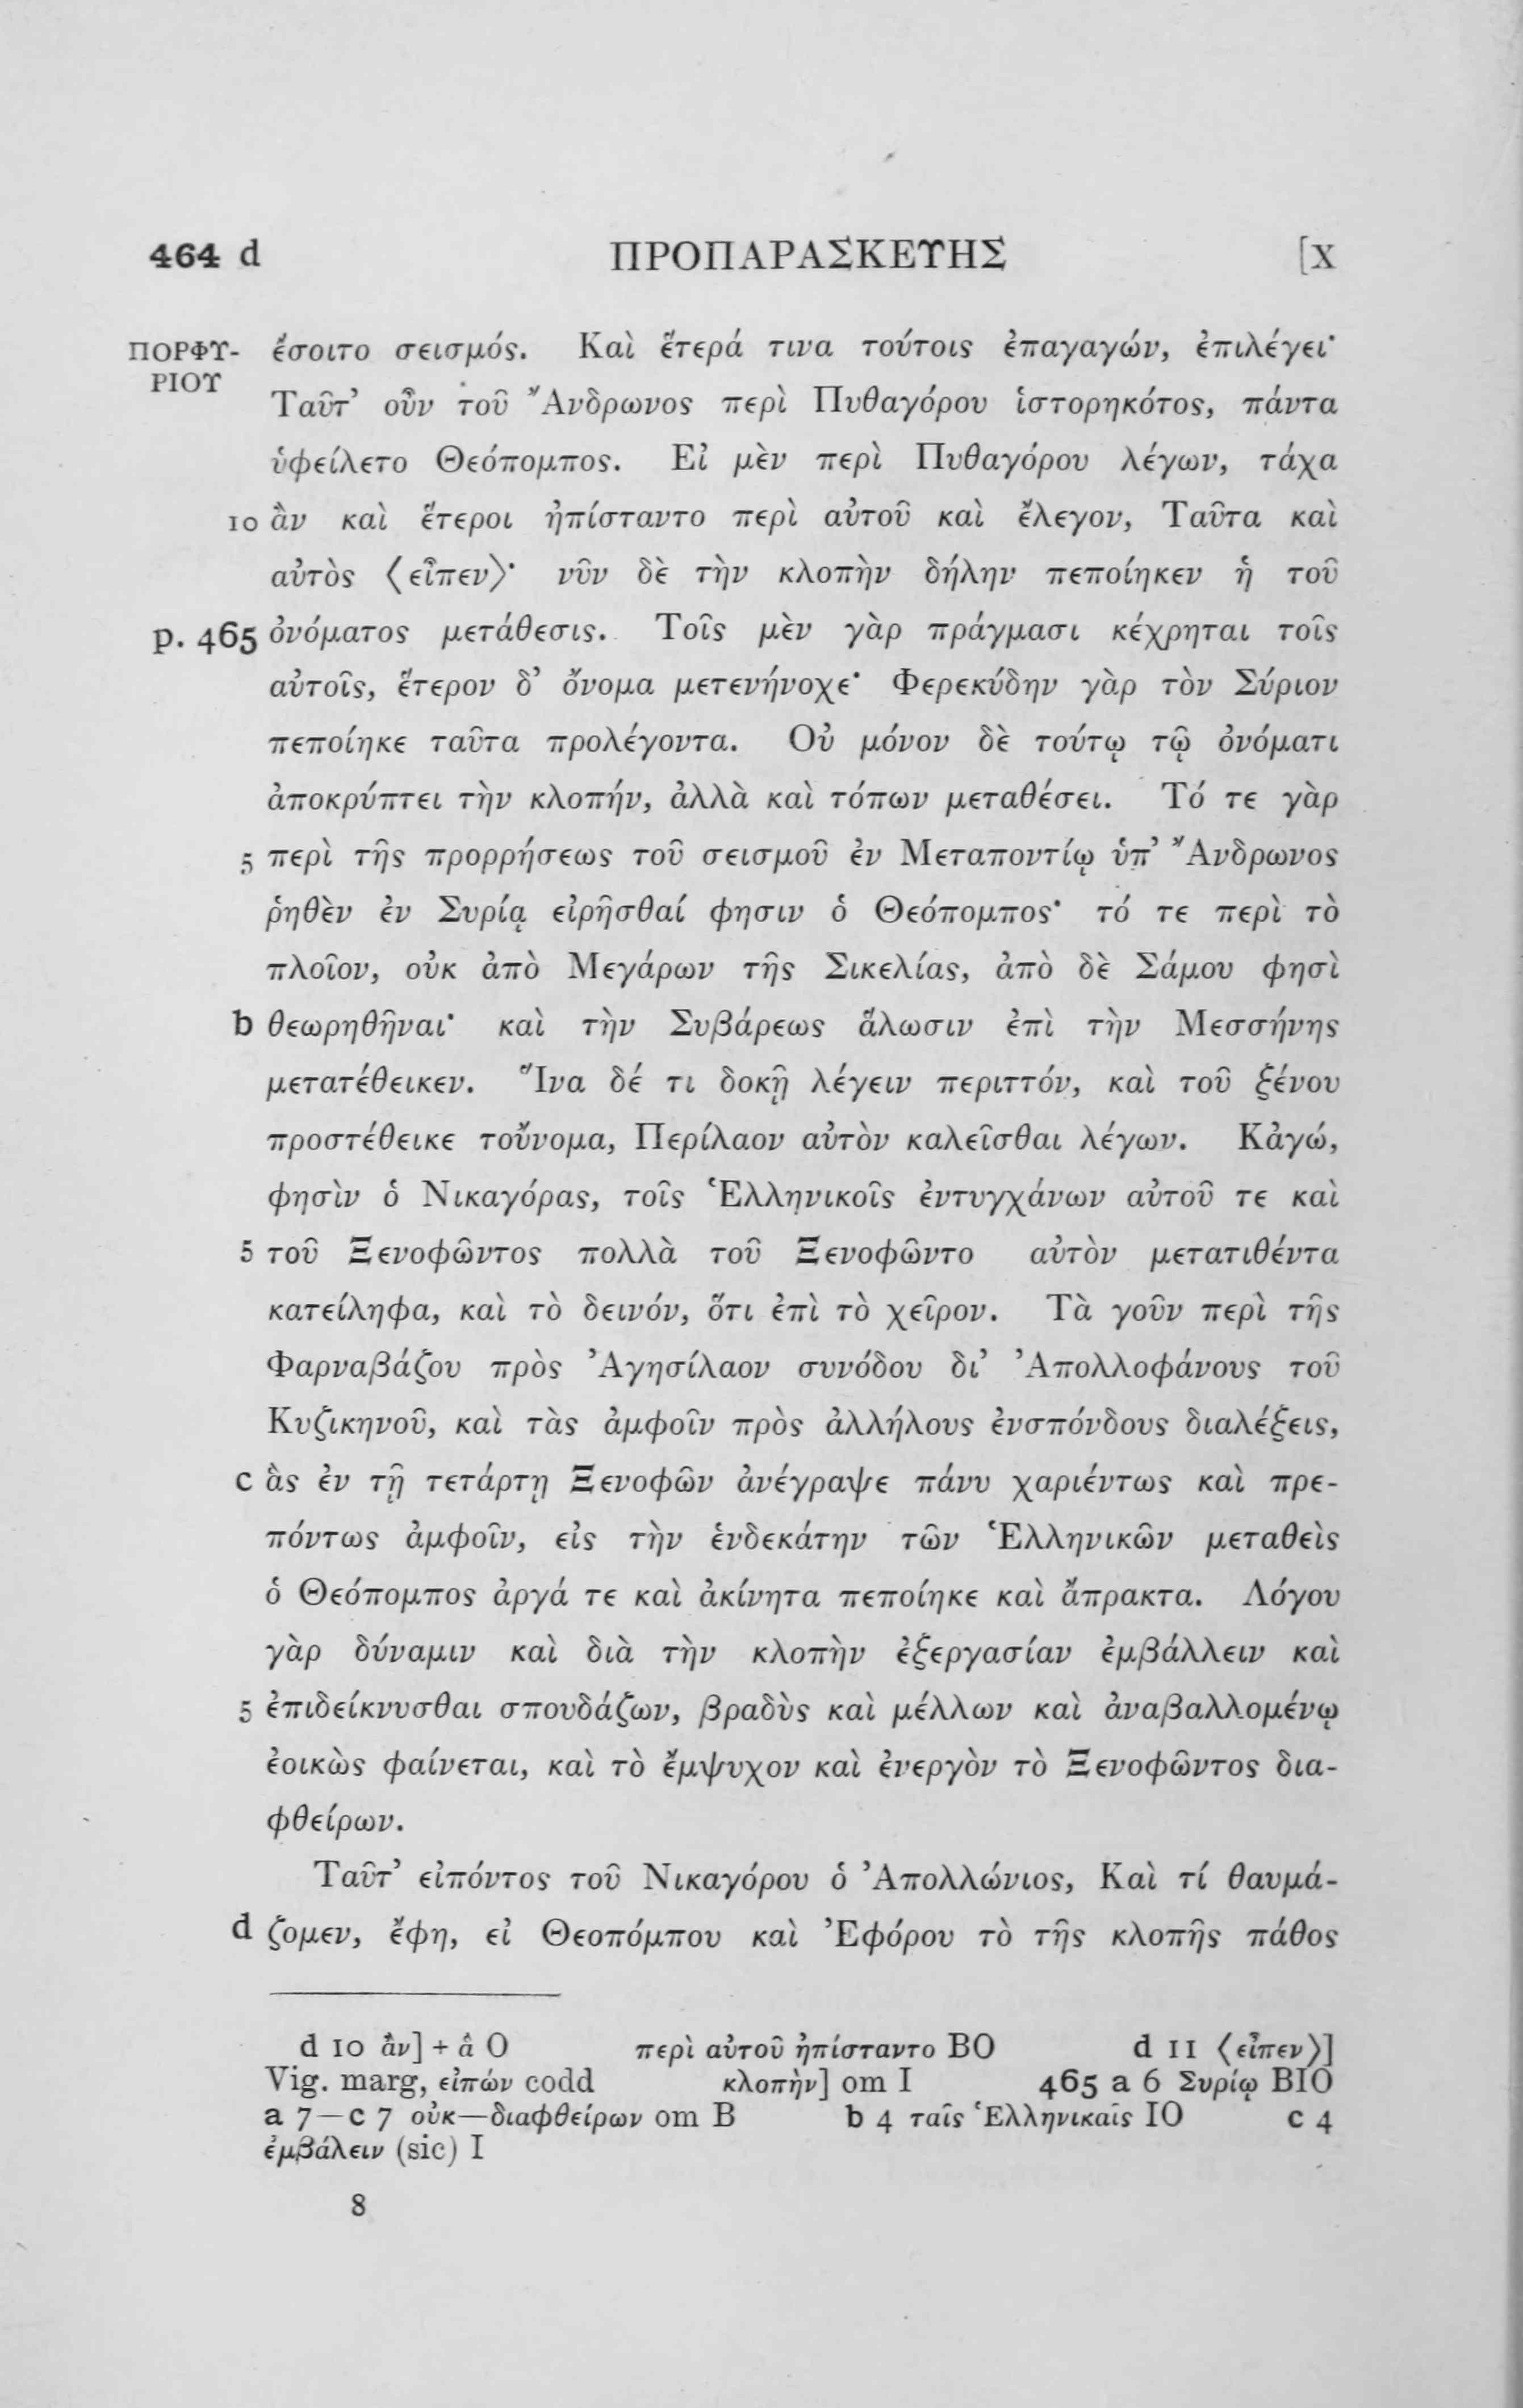 464 d ΠΡΟΠΑΡΑΣΚΕΥΗΣ [X
ΠΟΡΦΥ- ἔσοιτο σεισμός. Καὶ ἕτερά τινα τούτοις ἐπαγαγών, ἐπιλέγει·
ΡΙΟΥ Ταῦτ’ οὖν τοῦ Ἄνδρωνος περὶ Πυθαγόρου ἱστορηκότος, πάντα
ὑφείλετο Θεόπομπος. Εἰ μὲν περὶ Πυθαγόρου λέγων, τάχα
10 ἂν καὶ ἕτεροι ἠπίσταντο περὶ αὐτοῦ καὶ ἔλεγον, Ταῦτα καὶ
αὐτὸς ⟨εἶπεν⟩· νῦν δὲ τὴν κλοπὴν δήλην πεποίηκεν ἡ τοῦ
p. 465 ὀνόματος μετάθεσις. Τοῖς μὲν γὰρ πράγμασι κέχρηται τοῖς
αὐτοῖς, ἕτερον δ’ ὄνομα μετενήνοχε· Φερεκύδην γὰρ τὸν Σύριον
πεποίηκε ταῦτα προλέγοντα. Οὐ μόνον δὲ τούτῳ τῷ ὀνόματι
ἀποκρύπτει τὴν κλοπήν, ἀλλὰ καὶ τόπων μεταθέσει. Τό τε γὰρ
5 περὶ τῆς προρρήσεως τοῦ σεισμοῦ ἐν Μεταποντίῳ ὑπ’ Ἄνδρωνος
ῥηθὲν ἐν Συρίᾳ εἰρῆσθαί φησιν ὁ Θεόπομπος· τό τε περὶ τὸ
πλοῖον, οὐκ ἀπὸ Μεγάρων τῆς Σικελίας, ἀπὸ δὲ Σάμου φησὶ
b θεωρηθῆναι· καὶ τὴν Συβάρεως ἅλωσιν ἐπὶ τὴν Μεσσήνης
μετατέθεικεν. Ἵνα δέ τι δοκῇ λέγειν περιττόν, καὶ τοῦ ξένου
προστέθεικε τοὔνομα, Περίλαον αὐτὸν καλεῖσθαι λέγων. Κἀγώ,
φησὶν ὁ Νικαγόρας, τοῖς Ἑλληνικοῖς ἐντυγχάνων αὐτοῦ τε καὶ
5 τοῦ Ξενοφῶντος πολλὰ τοῦ Ξενοφῶντο αὐτὸν μετατιθέντα
κατείληφα, καὶ τὸ δεινόν, ὅτι ἐπὶ τὸ χεῖρον. Τὰ γοῦν περὶ τῆς
Φαρναβάζου πρὸς Ἀγησίλαον συνόδου δι’ Ἀπολλοφάνους τοῦ
Κυζικηνοῦ, καὶ τὰς ἀμφοῖν πρὸς ἀλλήλους ἐνσπόνδους διαλέξεις,
c ἃς ἐν τῇ τετάρτῃ Ξενοφῶν ἀνέγραψε πάνυ χαριέντως καὶ πρε-
πόντως ἀμφοῖν, εἰς τὴν ἑνδεκάτην τῶν Ἑλληνικῶν μεταθεὶς
ὁ Θεόπομπος ἀργά τε καὶ ἀκίνητα πεποίηκε καὶ ἄπρακτα. Λόγου
γὰρ δύναμιν καὶ διὰ τὴν κλοπὴν ἐξεργασίαν ἐμβάλλειν καὶ
5 ἐπιδείκνυσθαι σπουδάζων, βραδὺς καὶ μέλλων καὶ ἀναβαλλομένῳ
ἐοικὼς φαίνεται, καὶ τὸ ἔμψυχον καὶ ἐνεργὸν τὸ Ξενοφῶντος δια-
φθείρων.
Ταῦτ’ εἰπόντος τοῦ Νικαγόρου ὁ Ἀπολλώνιος, Καὶ τί θαυμά-
d ζομεν, ἔφη, εἰ Θεοπόμπου καὶ Ἐφόρου τὸ τῆς κλοπῆς πάθος
d 10 ἂν] + ἃ O περὶ αὐτοῦ ἠπίσταντο BO d 11 ⟨εἶπεν⟩]
Vig. marg, εἰπών codd κλοπὴν] om I 465 a 6 Συρίῳ BIO
a 7—c 7 οὐκ—διαφθείρων om B b 4 ταῖς Ἑλληνικαῖς IO c 4
ἐμβάλειν (sic) I
8